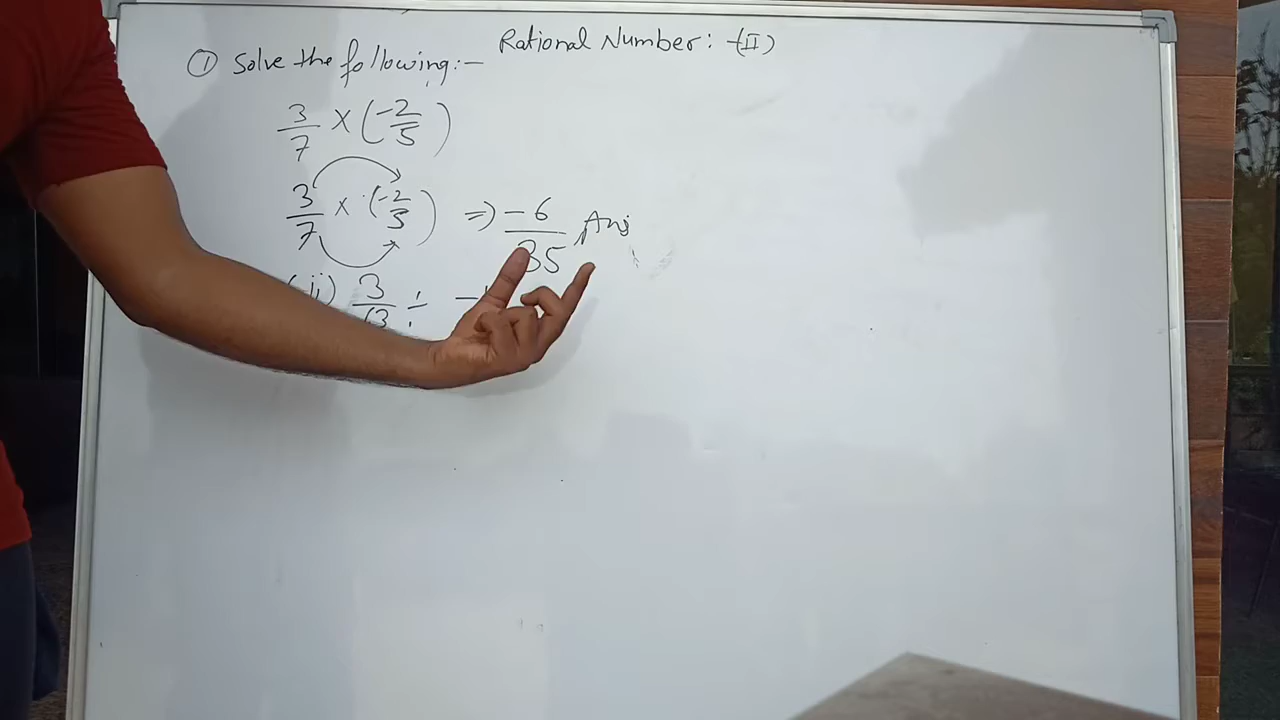 Rational Number: -(II)
① Solve the following:-
3/7 × (-2/5)
3/7 × (-2/5) ⇒ -6/35 Ans
(ii) 3/13 ÷ -